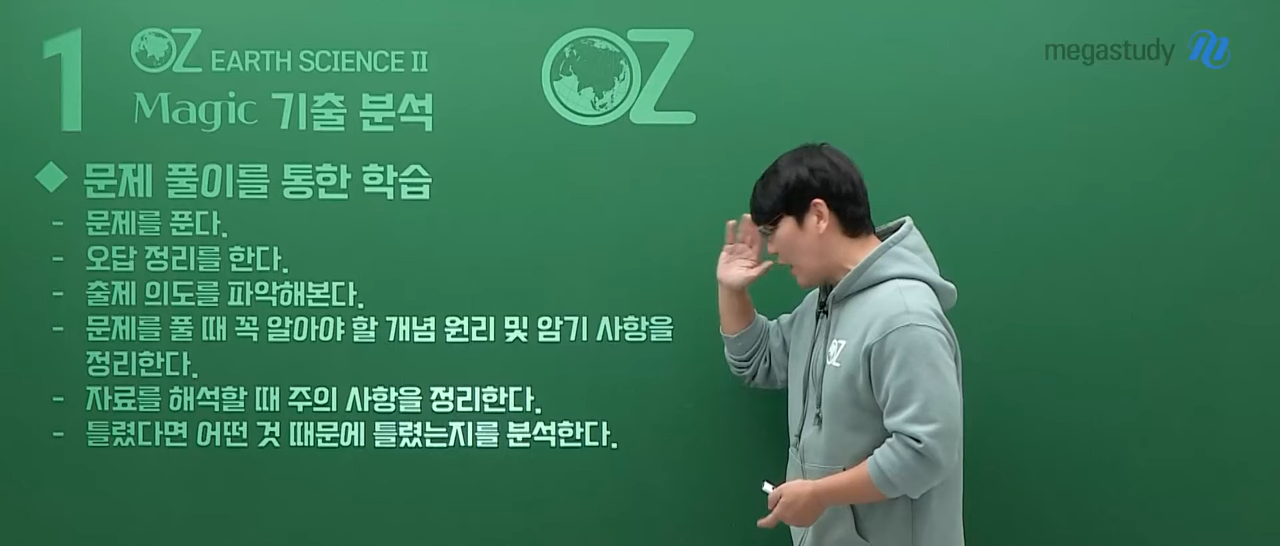 1
OZ EARTH SCIENCE II
Magic 기출 분석
OZ
megastudy
◆ 문제 풀이를 통한 학습
- 문제를 푼다.
- 오답 정리를 한다.
- 출제 의도를 파악해본다.
- 문제를 풀 때 꼭 알아야 할 개념 원리 및 암기 사항을
정리한다.
- 자료를 해석할 때 주의 사항을 정리한다.
- 틀렸다면 어떤 것 때문에 틀렸는지를 분석한다.
OZ